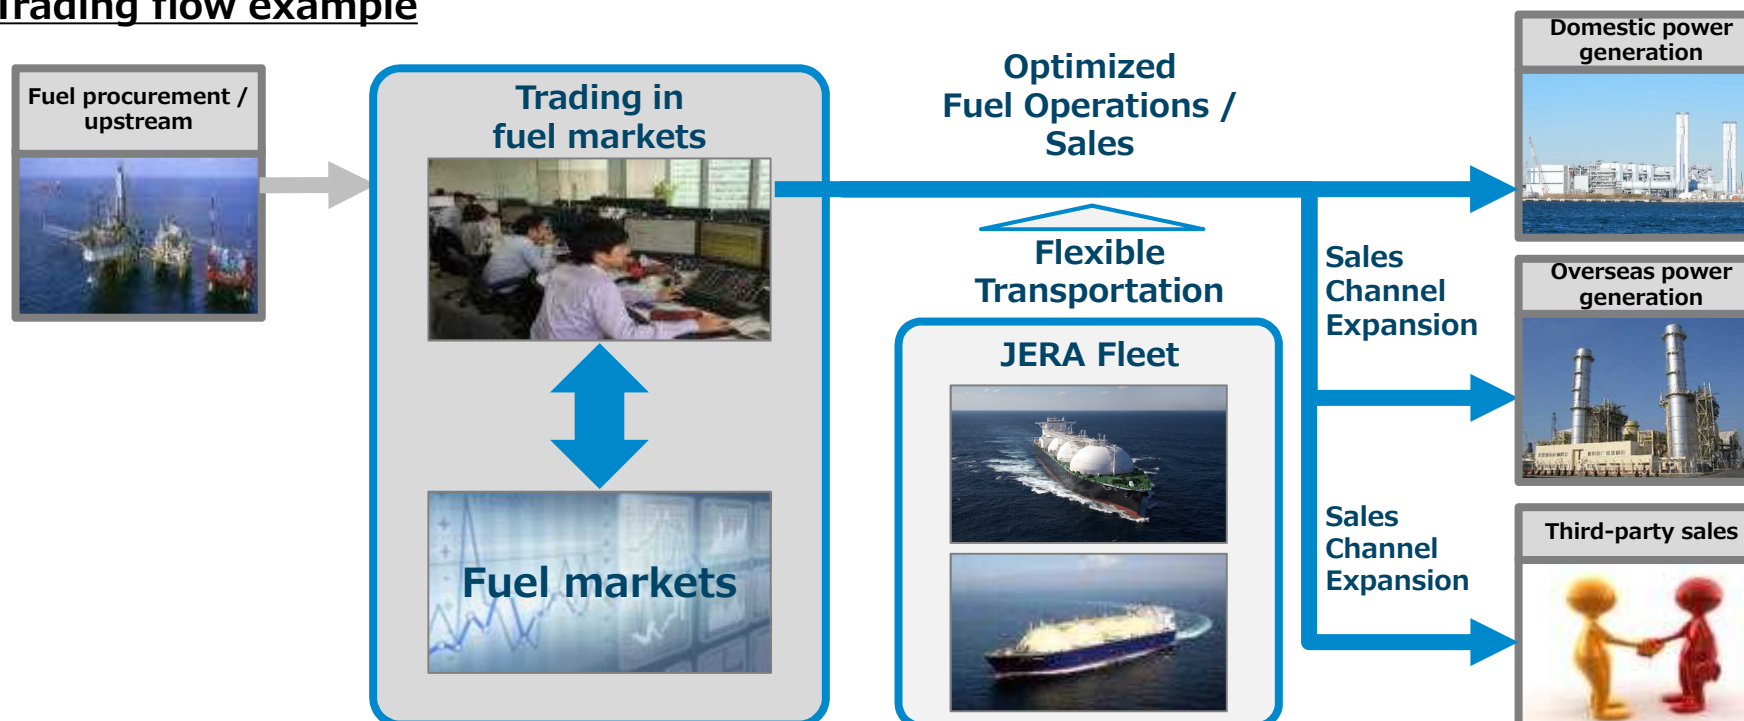 Trading flow example
Fuel procurement /
upstream
Trading in
fuel markets
Fuel markets
Optimized
Fuel Operations /
Sales
Flexible
Transportation
JERA Fleet
Sales
Channel
Expansion
Sales
Channel
Expansion
Domestic power
generation
Overseas power
generation
Third-party sales